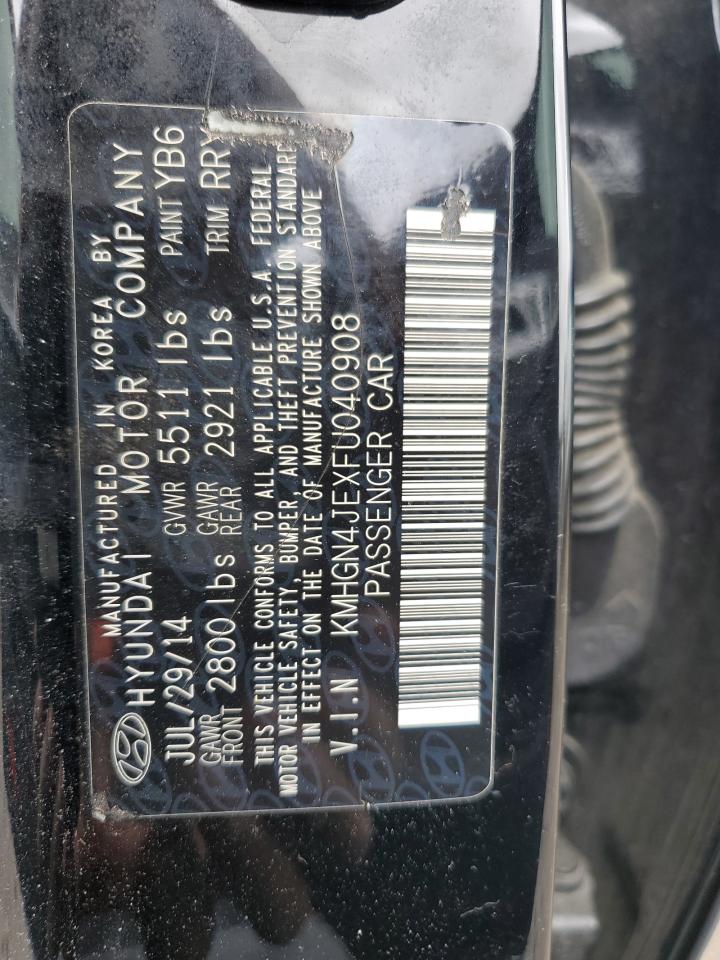 MANUFACTURED IN KOREA BY
HYUNDAI MOTOR COMPANY
JUL/29/14 GVWR 5511 lbs PAINT YB6
GAWR FRONT 2800 lbs GAWR REAR 2921 lbs TRIM RRY
THIS VEHICLE CONFORMS TO ALL APPLICABLE U.S.A. FEDERAL
MOTOR VEHICLE SAFETY, BUMPER, AND THEFT PREVENTION STANDARD
IN EFFECT ON THE DATE OF MANUFACTURE SHOWN ABOVE
V.I.N KMHGN4JEXFU040908
PASSENGER CAR